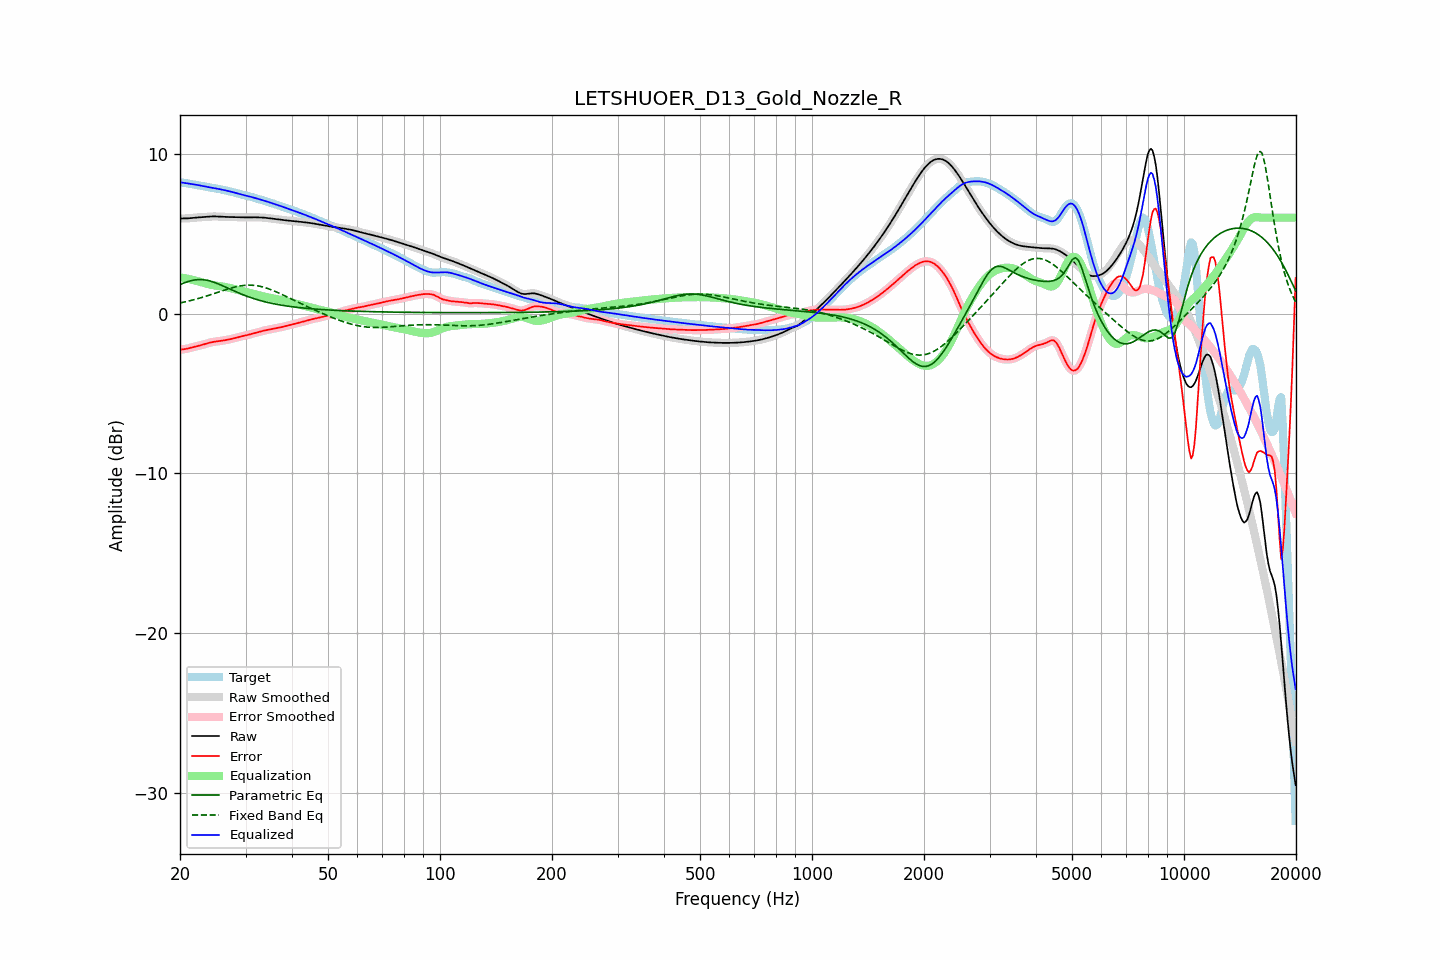 LETSHUOER_D13_Gold_Nozzle_R
Amplitude (dBr)
10
0
−10
−20
−30
Target
Raw Smoothed
Error Smoothed
Raw
Error
Equalization
Parametric Eq
Fixed Band Eq
Equalized
20 50 100 200 500 1000 2000 5000 10000 20000
Frequency (Hz)